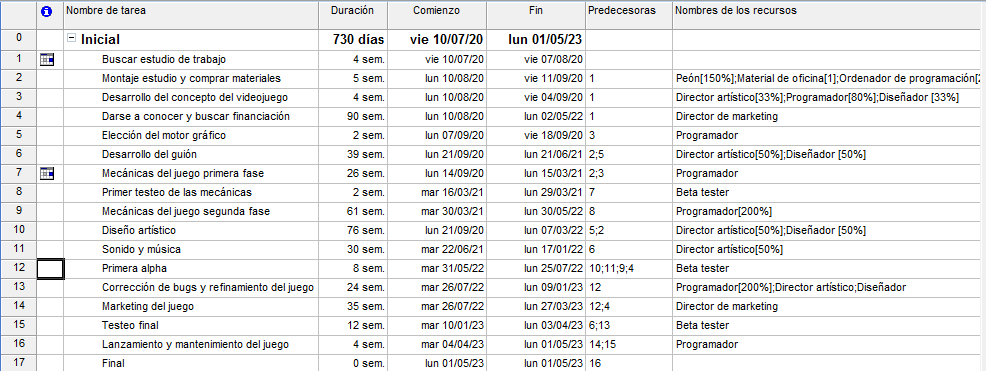 Nombre de tarea Duración Comienzo Fin Predecesoras Nombres de los recursos
0 Inicial 730 días vie 10/07/20 lun 01/05/23
1 Buscar estudio de trabajo 4 sem. vie 10/07/20 vie 07/08/20
2 Montaje estudio y comprar materiales 5 sem. lun 10/08/20 vie 11/09/20 1 Peón[150%];Material de oficina[1];Ordenador de programación[2
3 Desarrollo del concepto del videojuego 4 sem. lun 10/08/20 vie 04/09/20 1 Director artístico[33%];Programador[80%];Diseñador [33%]
4 Darse a conocer y buscar financiación 90 sem. lun 10/08/20 lun 02/05/22 1 Director de marketing
5 Elección del motor gráfico 2 sem. lun 07/09/20 vie 18/09/20 3 Programador
6 Desarrollo del guión 39 sem. lun 21/09/20 lun 21/06/21 2;5 Director artístico[50%];Diseñador [50%]
7 Mecánicas del juego primera fase 26 sem. lun 14/09/20 lun 15/03/21 2;3 Programador
8 Primer testeo de las mecánicas 2 sem. mar 16/03/21 lun 29/03/21 7 Beta tester
9 Mecánicas del juego segunda fase 61 sem. mar 30/03/21 lun 30/05/22 8 Programador[200%]
10 Diseño artístico 76 sem. lun 21/09/20 lun 07/03/22 5;2 Director artístico[50%];Diseñador [50%]
11 Sonido y música 30 sem. mar 22/06/21 lun 17/01/22 6 Director artístico[50%]
12 Primera alpha 8 sem. mar 31/05/22 lun 25/07/22 10;11;9;4 Beta tester
13 Corrección de bugs y refinamiento del juego 24 sem. mar 26/07/22 lun 09/01/23 12 Programador[200%];Director artístico;Diseñador
14 Marketing del juego 35 sem. mar 26/07/22 lun 27/03/23 12;4 Director de marketing
15 Testeo final 12 sem. mar 10/01/23 lun 03/04/23 6;13 Beta tester
16 Lanzamiento y mantenimiento del juego 4 sem. mar 04/04/23 lun 01/05/23 14;15 Programador
17 Final 0 sem. lun 01/05/23 lun 01/05/23 16